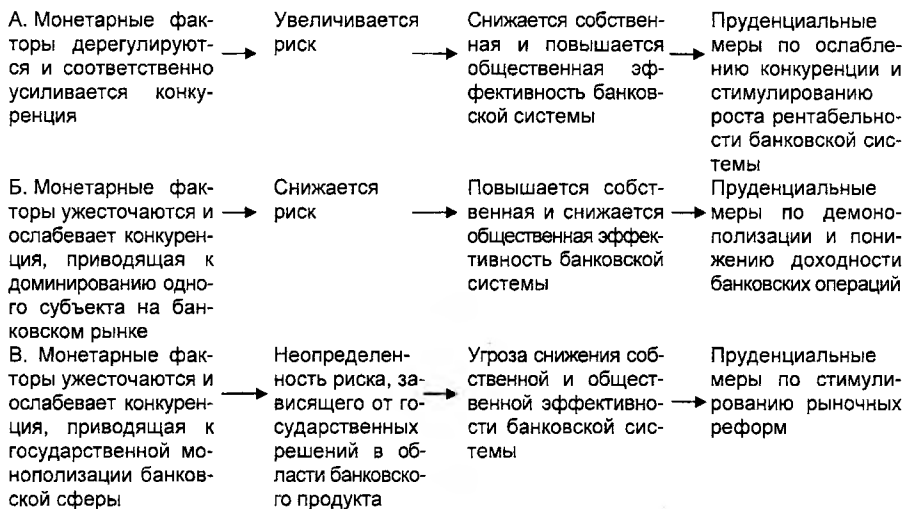 А. Монетарные фак-
торы дерегулируют-
ся и соответственно
усиливается конку-
ренция
Увеличивается
риск
Снижается собствен-
ная и повышается
общественная эф-
фективность банков-
ской системы
Пруденциальные
меры по ослабле-
нию конкуренции и
стимулированию
роста рентабельно-
сти банковской сис-
темы
Б. Монетарные фак-
торы ужесточаются и
ослабевает конкурен-
ция, приводящая к
доминированию одно-
го субъекта на бан-
ковском рынке
Снижается
риск
Повышается собст-
венная и снижается
общественная эффек-
тивность банковской
системы
Пруденциальные
меры по демоно-
полизации и пони-
жению доходности
банковских операций
В. Монетарные фак-
торы ужесточаются и
ослабевает конкурен-
ция, приводящая к
государственной мо-
нополизации банков-
ской сферы
Неопределен-
ность риска, за-
висящего от го-
сударственных
решений в об-
ласти банковско-
го продукта
Угроза снижения соб-
ственной и общест-
венной эффективно-
сти банковской сис-
темы
Пруденциальные
меры по стимули-
рованию рыночных
реформ